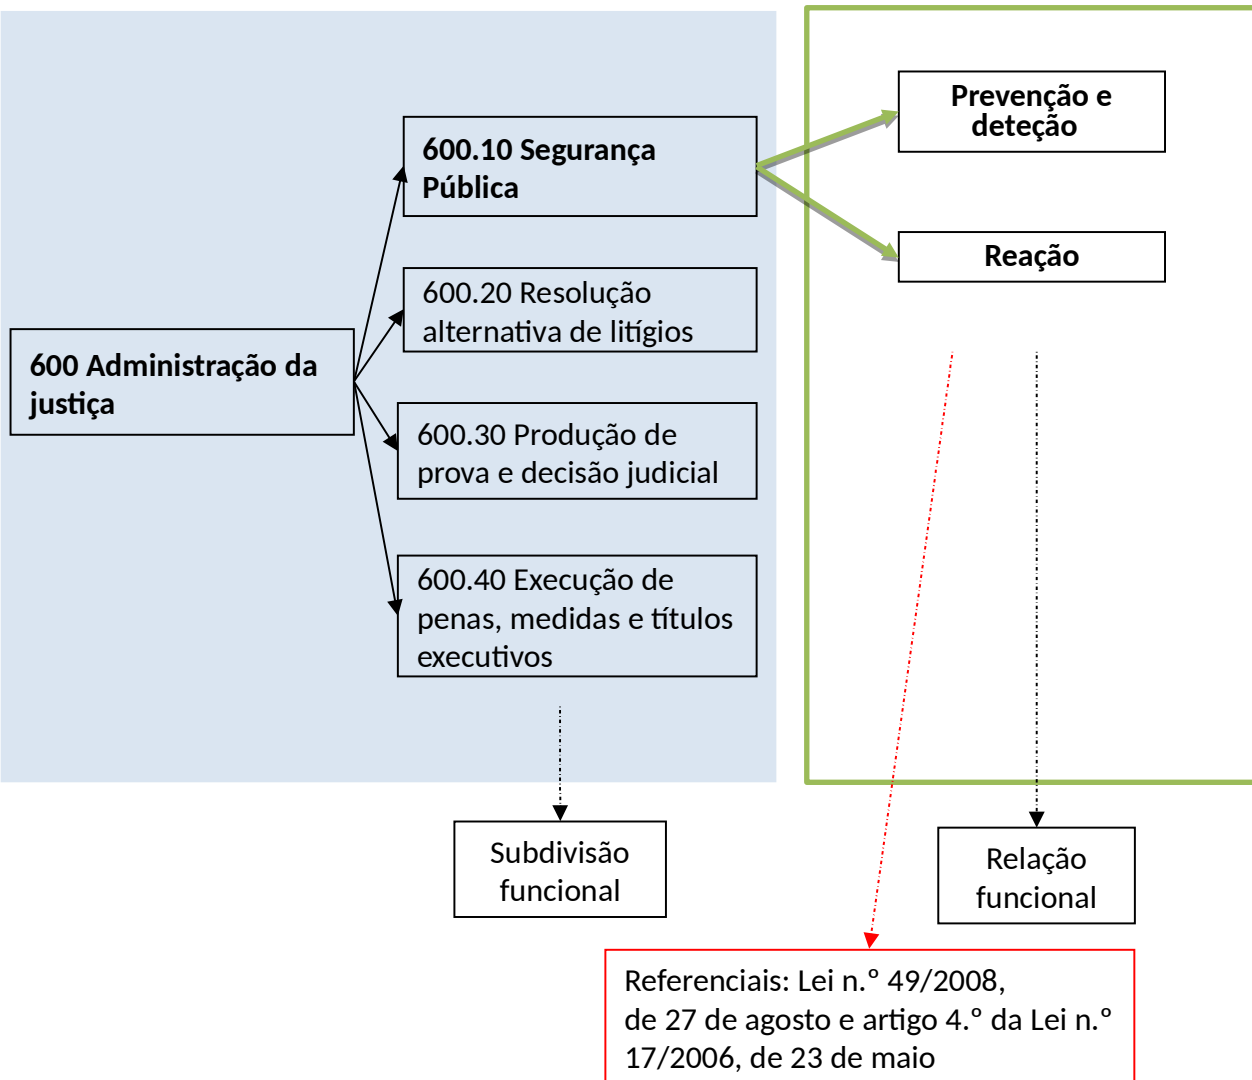 Prevenção e
deteção
600.10 Segurança
Pública
Reação
600.20 Resolução
alternativa de litígios
600 Administração da
justiça
600.30 Produção de
prova e decisão judicial
600.40 Execução de
penas, medidas e títulos
executivos
Subdivisão
funcional
Relação
funcional
Referenciais: Lei n.º 49/2008,
de 27 de agosto e artigo 4.º da Lei n.º
17/2006, de 23 de maio